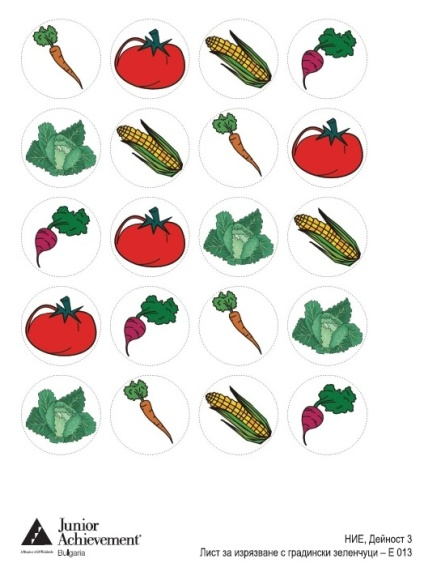 Junior
Achievement®
Bulgaria
НИЕ, Дейност 3
Лист за изрязване с градински зеленчуци – Е 013